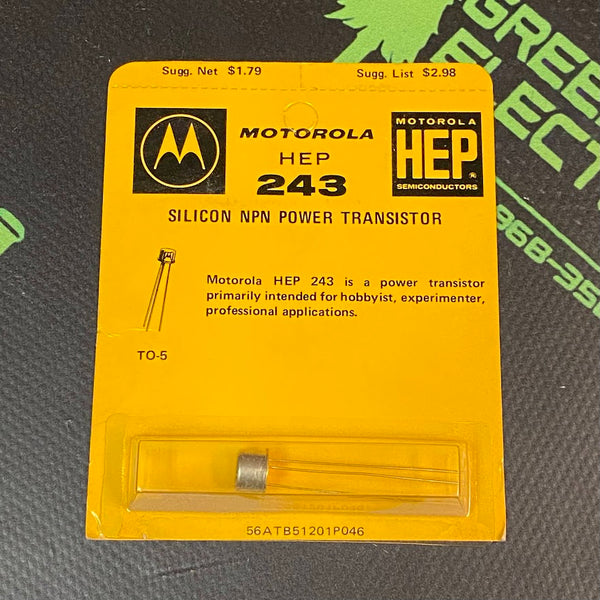 Sugg. Net $1.79
Sugg. List $2.98
MOTOROLA
HEP
243
MOTOROLA
HEP
®
SEMICONDUCTORS
SILICON NPN POWER TRANSISTOR
Motorola HEP 243 is a power transistor
primarily intended for hobbyist, experimenter,
professional applications.
TO-5
56ATB51201P046